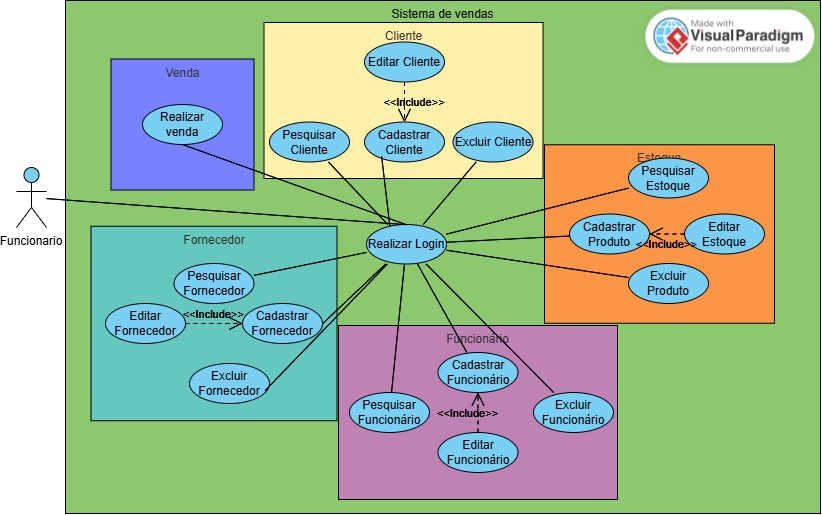 Sistema de vendas
Made with
Visual Paradigm
For non-commercial use
Cliente
Editar Cliente
<<Include>>
Pesquisar
Cliente
Cadastrar
Cliente
Excluir Cliente
Venda
Realizar
venda
Funcionario
Realizar Login
Estoque
Pesquisar
Estoque
Cadastrar
Produto
<<Include>>
Editar
Estoque
Excluir
Produto
Fornecedor
Pesquisar
Fornecedor
Editar
Fornecedor
<<Include>>
Cadastrar
Fornecedor
Excluir
Fornecedor
Funcionário
Cadastrar
Funcionário
Pesquisar
Funcionário
<<Include>>
Excluir
Funcionário
Editar
Funcionário